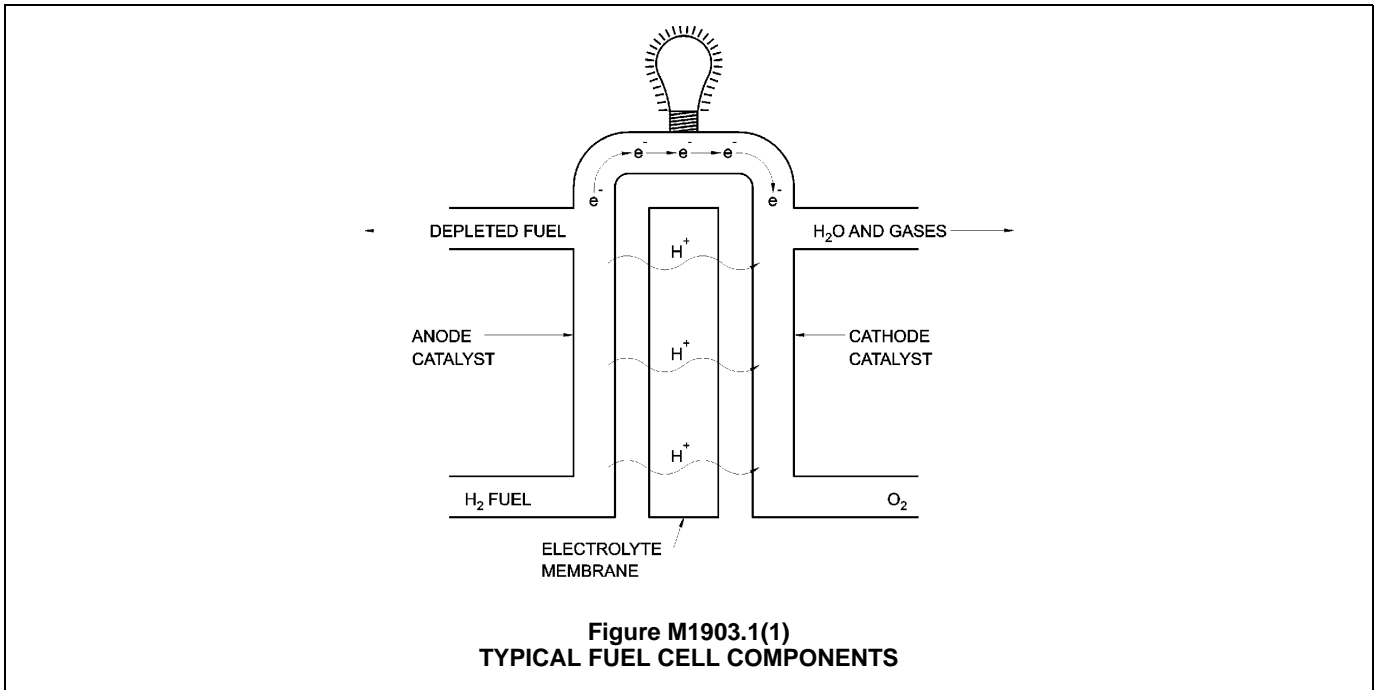 e⁻ e⁻ e⁻
e⁻ e⁻
DEPLETED FUEL
H₂O AND GASES
H⁺
ANODE
CATALYST
CATHODE
CATALYST
H⁺
H⁺
H₂ FUEL
O₂
ELECTROLYTE
MEMBRANE
Figure M1903.1(1)
TYPICAL FUEL CELL COMPONENTS